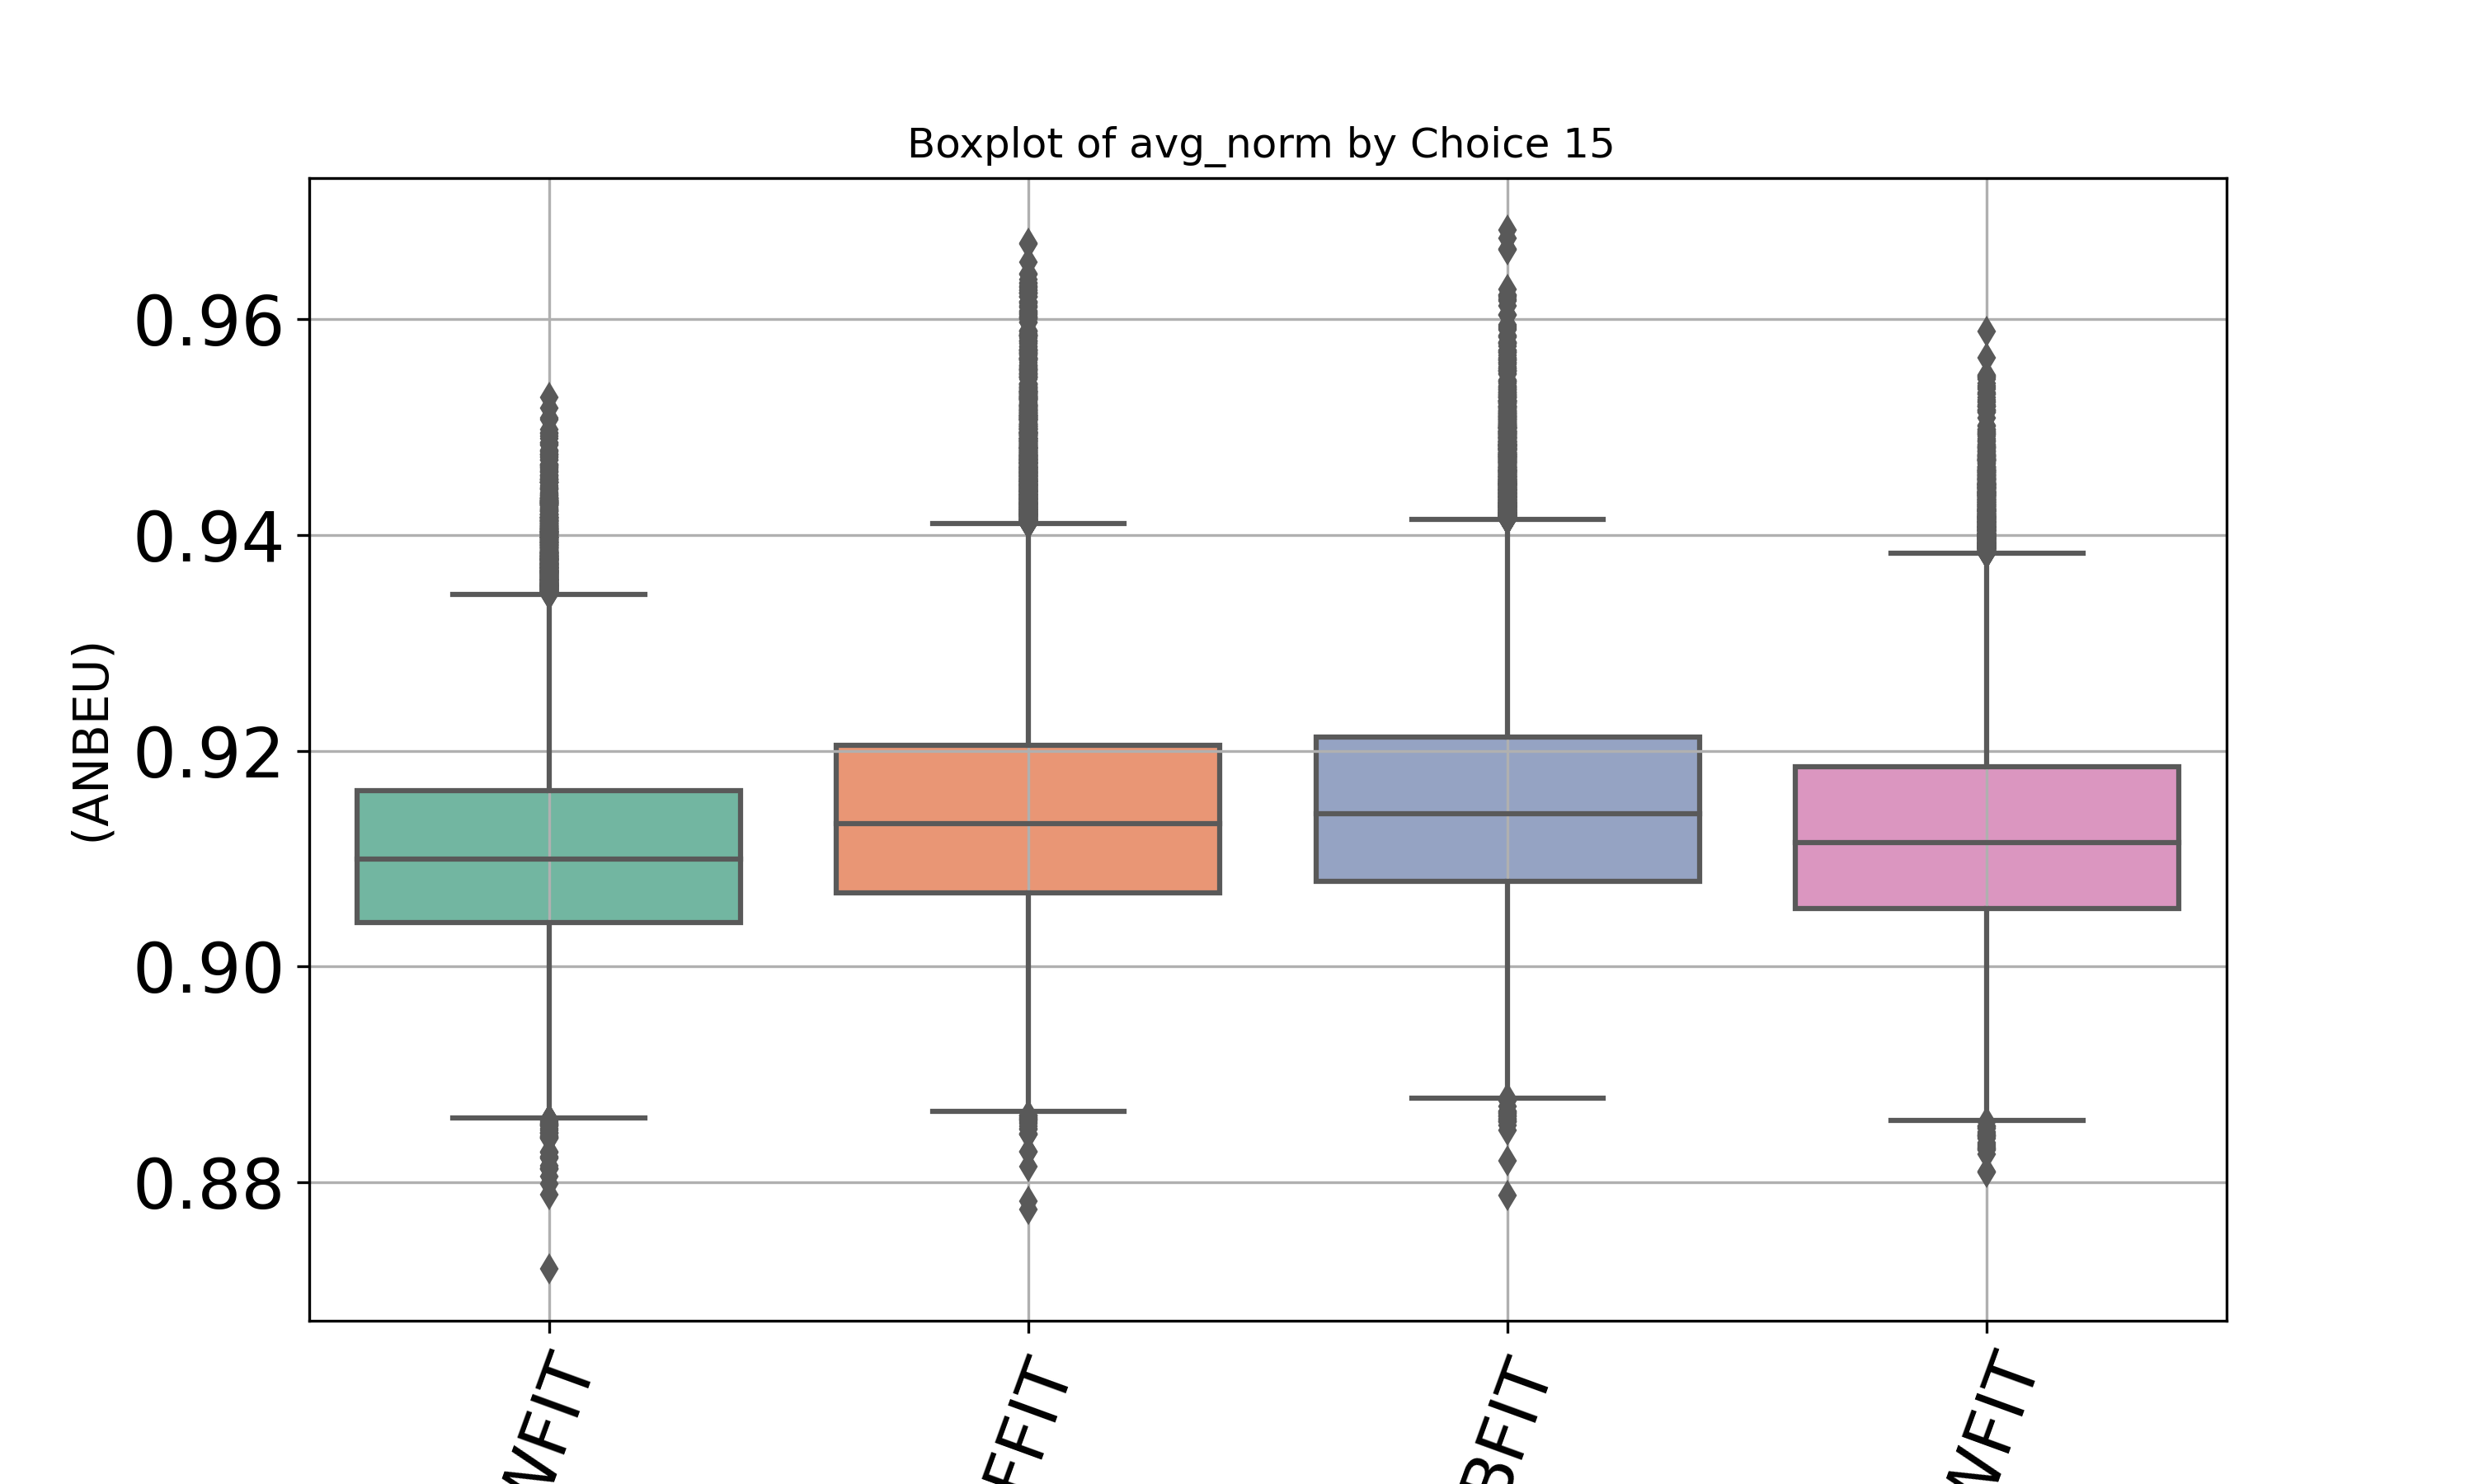 Boxplot of avg_norm by Choice 15
0.96
0.94
0.92
0.90
0.88
(ANBEU)
WFIT
FFIT
BFIT
WFIT